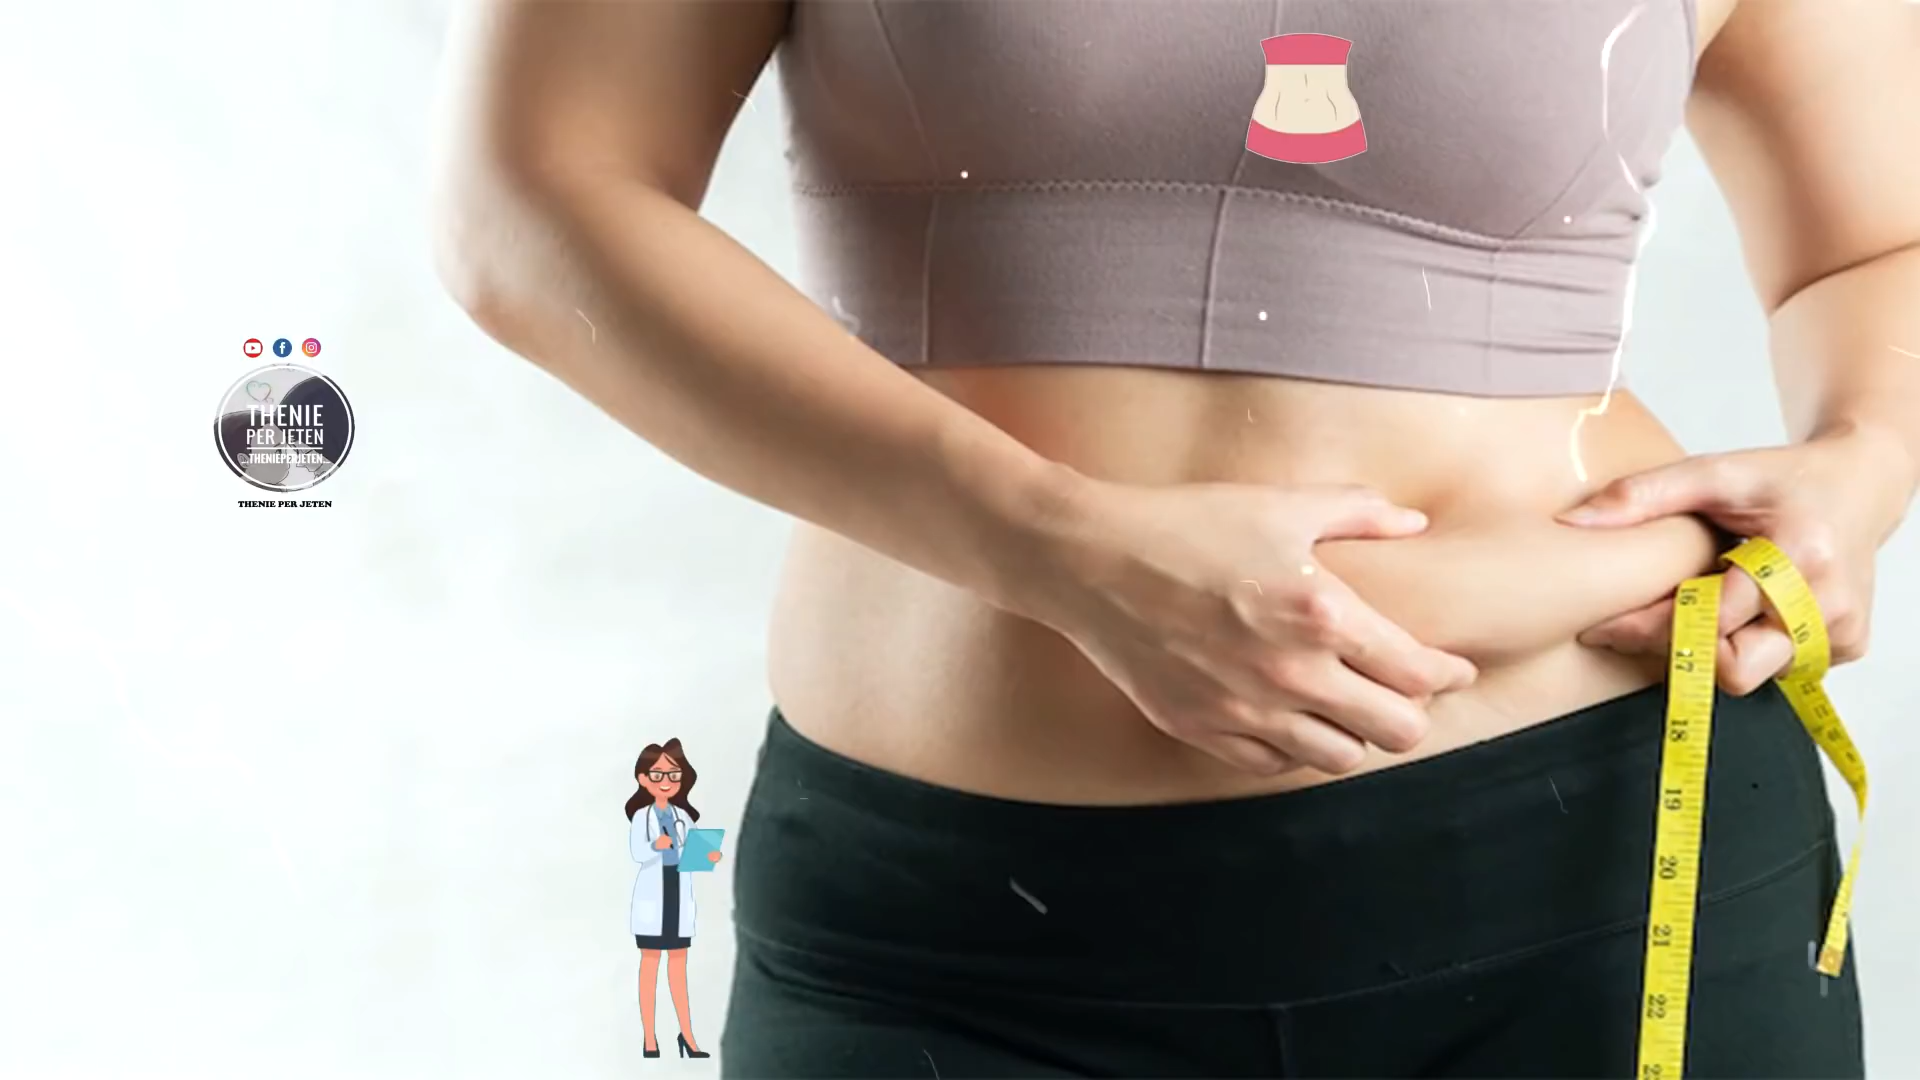 THENIE
PER JETEN
...THENIEPERJETEN...
THENIE PER JETEN
9
10
16
17
18
19
20
21
22